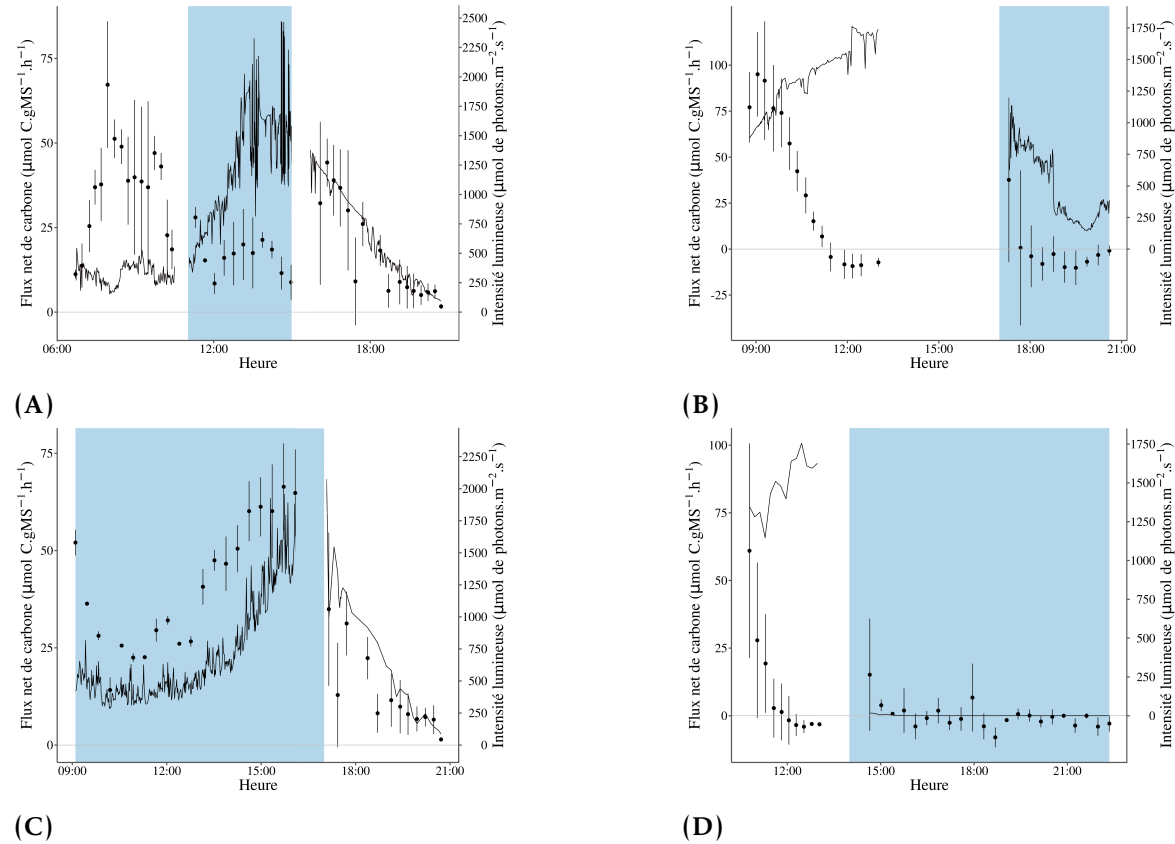 Flux net de carbone (µmol C.gMS⁻¹.h⁻¹)
75
50
25
0
2500
2250
2000
1750
1500
1250
1000
750
500
250
0
Intensité lumineuse (µmol de photons.m⁻².s⁻¹)
06:00 12:00 18:00
Heure
(A)
Flux net de carbone (µmol C.gMS⁻¹.h⁻¹)
100
75
50
25
0
-25
1750
1500
1250
1000
750
500
250
0
Intensité lumineuse (µmol de photons.m⁻².s⁻¹)
09:00 12:00 15:00 18:00 21:00
Heure
(B)
Flux net de carbone (µmol C.gMS⁻¹.h⁻¹)
75
50
25
0
2250
2000
1750
1500
1250
1000
750
500
250
0
Intensité lumineuse (µmol de photons.m⁻².s⁻¹)
09:00 12:00 15:00 18:00 21:00
Heure
(C)
Flux net de carbone (µmol C.gMS⁻¹.h⁻¹)
100
75
50
25
0
1750
1500
1250
1000
750
500
250
0
Intensité lumineuse (µmol de photons.m⁻².s⁻¹)
12:00 15:00 18:00 21:00
Heure
(D)